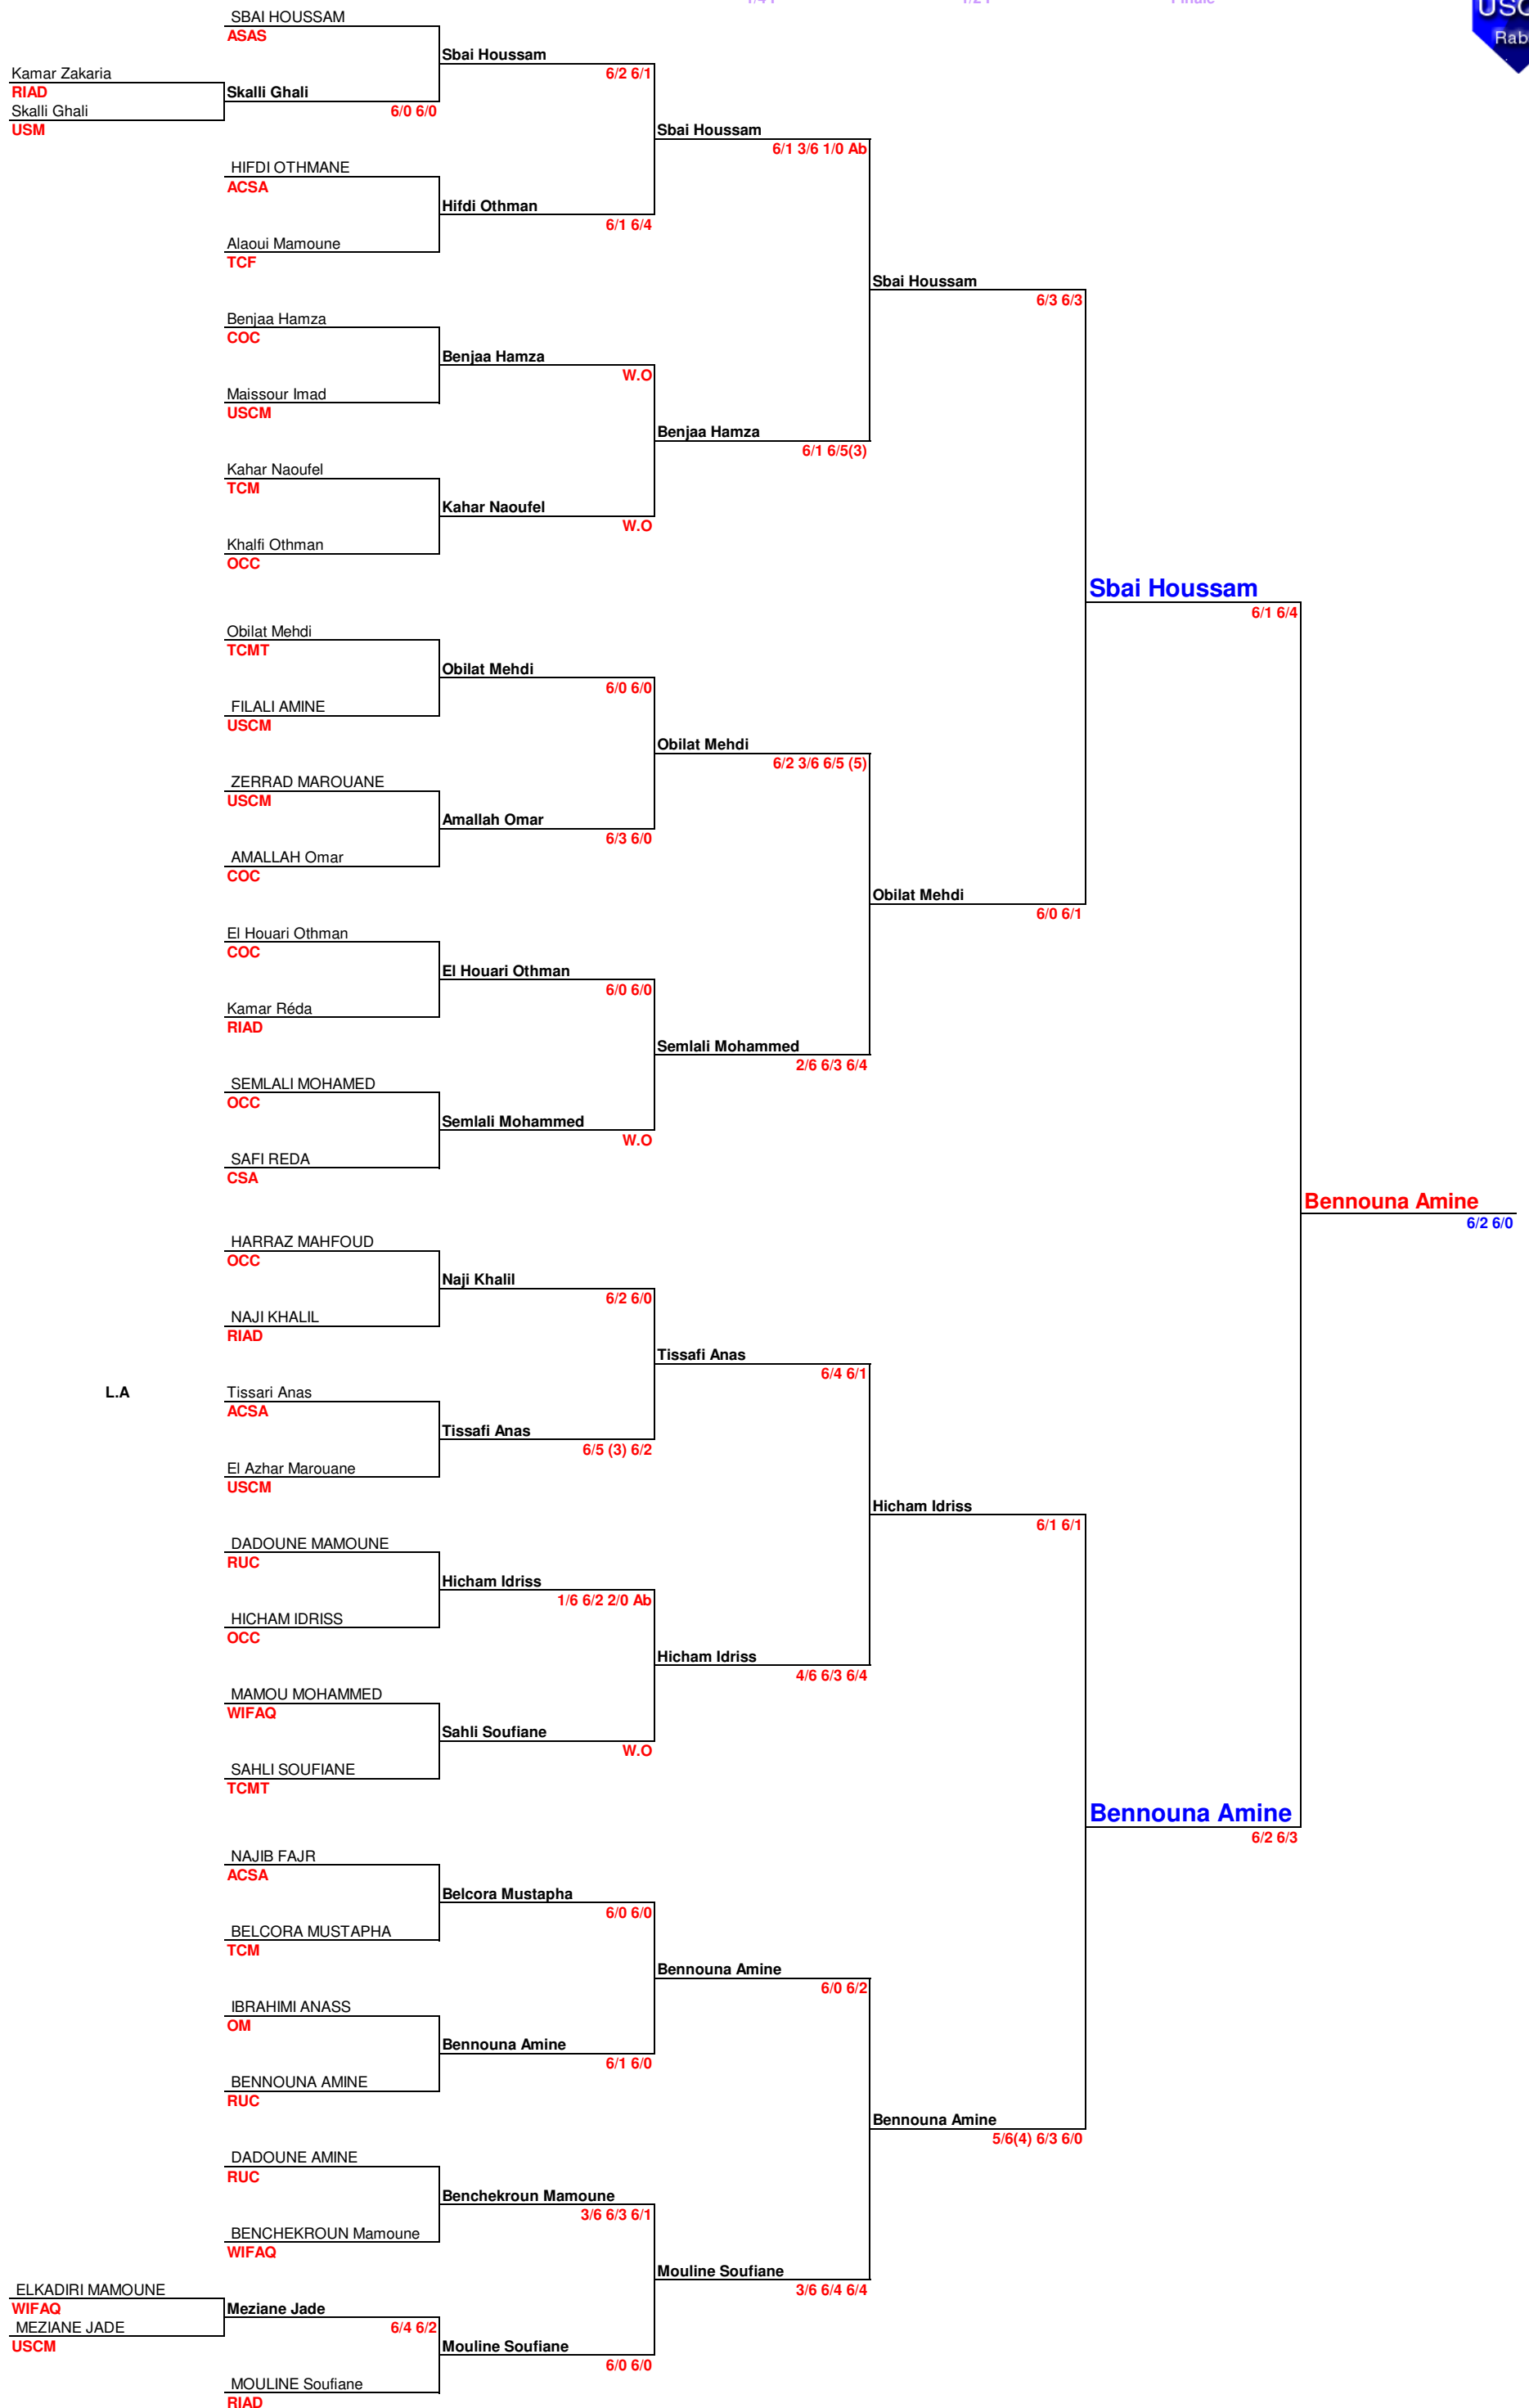 1/4 F
1/2 F
Finale
USC
Rab
SBAI HOUSSAM
ASAS
Sbai Houssam
6/2 6/1
Kamar Zakaria
RIAD
Skalli Ghali
6/0 6/0
Skalli Ghali
USM
Sbai Houssam
6/1 3/6 1/0 Ab
HIFDI OTHMANE
ACSA
Hifdi Othman
6/1 6/4
Alaoui Mamoune
TCF
Sbai Houssam
6/3 6/3
Benjaa Hamza
COC
Benjaa Hamza
W.O
Maissour Imad
USCM
Benjaa Hamza
6/1 6/5(3)
Kahar Naoufel
TCM
Kahar Naoufel
W.O
Khalfi Othman
OCC
Sbai Houssam
6/1 6/4
Obilat Mehdi
TCMT
Obilat Mehdi
6/0 6/0
FILALI AMINE
USCM
Obilat Mehdi
6/2 3/6 6/5 (5)
ZERRAD MAROUANE
USCM
Amallah Omar
6/3 6/0
AMALLAH Omar
COC
Obilat Mehdi
6/0 6/1
El Houari Othman
COC
El Houari Othman
6/0 6/0
Kamar Réda
RIAD
Semlali Mohammed
2/6 6/3 6/4
SEMLALI MOHAMED
OCC
Semlali Mohammed
W.O
SAFI REDA
CSA
Bennouna Amine
6/2 6/0
HARRAZ MAHFOUD
OCC
Naji Khalil
6/2 6/0
NAJI KHALIL
RIAD
Tissafi Anas
6/4 6/1
L.A
Tissari Anas
ACSA
Tissafi Anas
6/5 (3) 6/2
El Azhar Marouane
USCM
Hicham Idriss
6/1 6/1
DADOUNE MAMOUNE
RUC
Hicham Idriss
1/6 6/2 2/0 Ab
HICHAM IDRISS
OCC
Hicham Idriss
4/6 6/3 6/4
MAMOU MOHAMMED
WIFAQ
Sahli Soufiane
W.O
SAHLI SOUFIANE
TCMT
Bennouna Amine
6/2 6/3
NAJIB FAJR
ACSA
Belcora Mustapha
6/0 6/0
BELCORA MUSTAPHA
TCM
Bennouna Amine
6/0 6/2
IBRAHIMI ANASS
OM
Bennouna Amine
6/1 6/0
BENNOUNA AMINE
RUC
Bennouna Amine
5/6(4) 6/3 6/0
DADOUNE AMINE
RUC
Benchekroun Mamoune
3/6 6/3 6/1
BENCHEKROUN Mamoune
WIFAQ
Mouline Soufiane
3/6 6/4 6/4
ELKADIRI MAMOUNE
WIFAQ
Meziane Jade
6/4 6/2
MEZIANE JADE
USCM
Mouline Soufiane
6/0 6/0
MOULINE Soufiane
RIAD